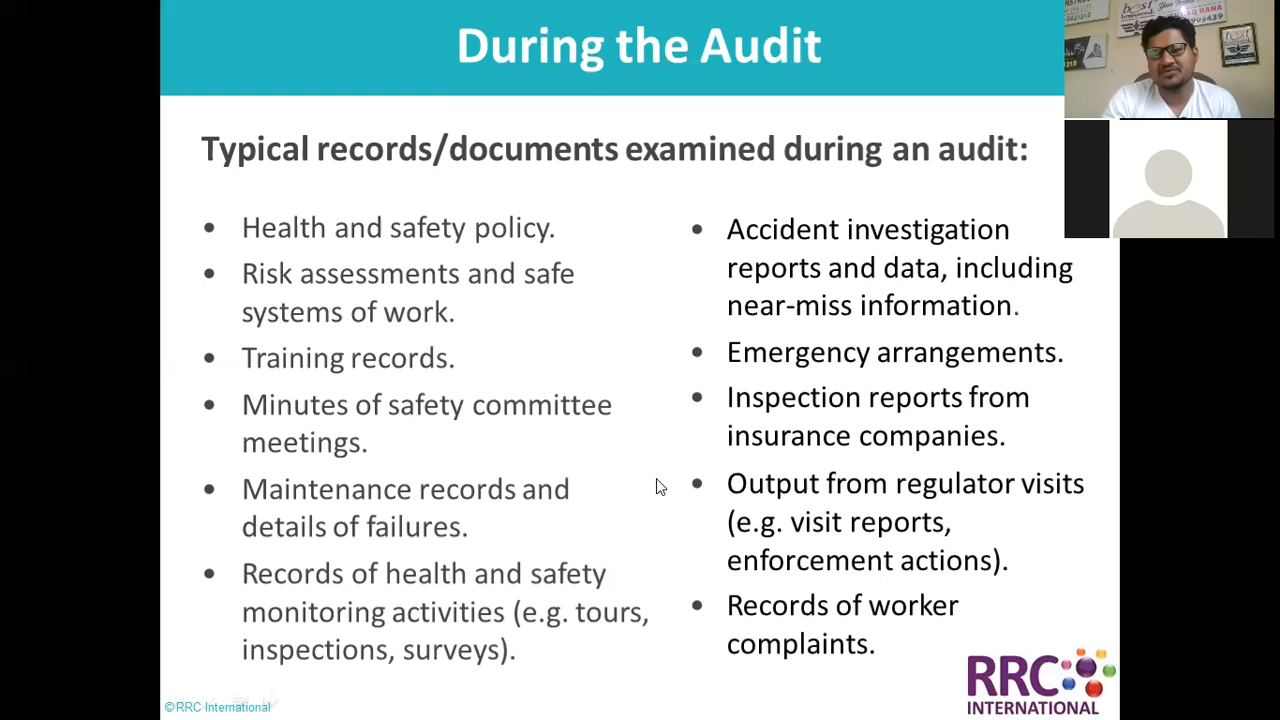 During the Audit
Typical records/documents examined during an audit:
• Health and safety policy.
• Risk assessments and safe
systems of work.
• Training records.
• Minutes of safety committee
meetings.
• Maintenance records and
details of failures.
• Records of health and safety
monitoring activities (e.g. tours,
inspections, surveys).
• Accident investigation
reports and data, including
near-miss information.
• Emergency arrangements.
• Inspection reports from
insurance companies.
• Output from regulator visits
(e.g. visit reports,
enforcement actions).
• Records of worker
complaints.
RRC
INTERNATIONAL
©RRC International
best